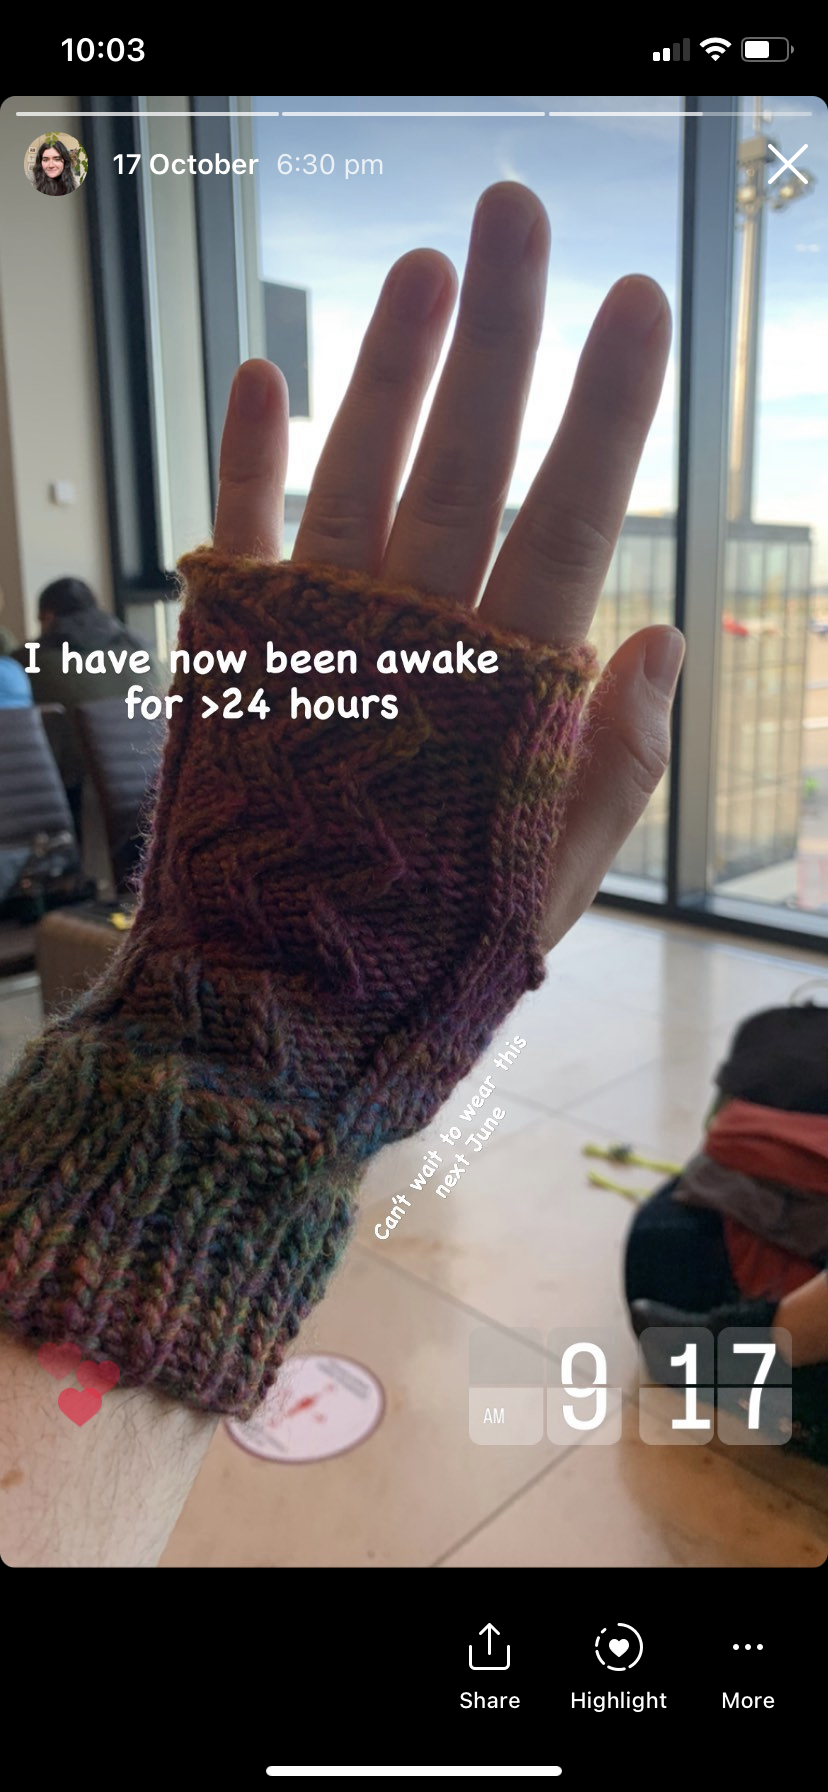 10:03
17 October 6:30 pm
I have now been awake
for >24 hours
Can't wait to wear this
next June
AM 9 17
Share Highlight More